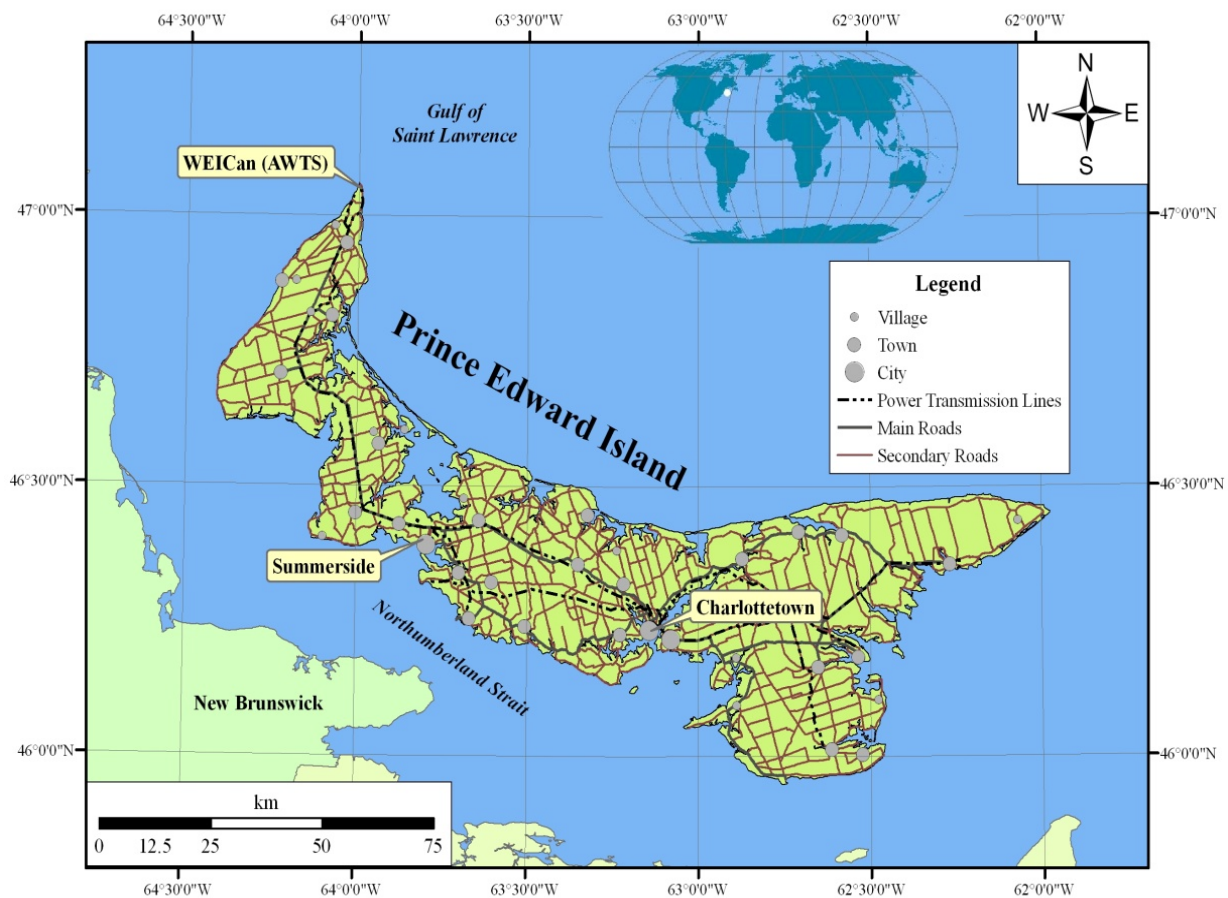 64°30'0"W 64°0'0"W 63°30'0"W 63°0'0"W 62°30'0"W 62°0'0"W
N
W E
S
Gulf of
Saint Lawrence
WEICan (AWTS)
47°0'0"N 47°0'0"N
Legend
Village
Town
City
Power Transmission Lines
Main Roads
Secondary Roads
Prince Edward Island
46°30'0"N 46°30'0"N
Summerside
Charlottetown
Northumberland Strait
New Brunswick
46°0'0"N 46°0'0"N
km
0 12.5 25 50 75
64°30'0"W 64°0'0"W 63°30'0"W 63°0'0"W 62°30'0"W 62°0'0"W